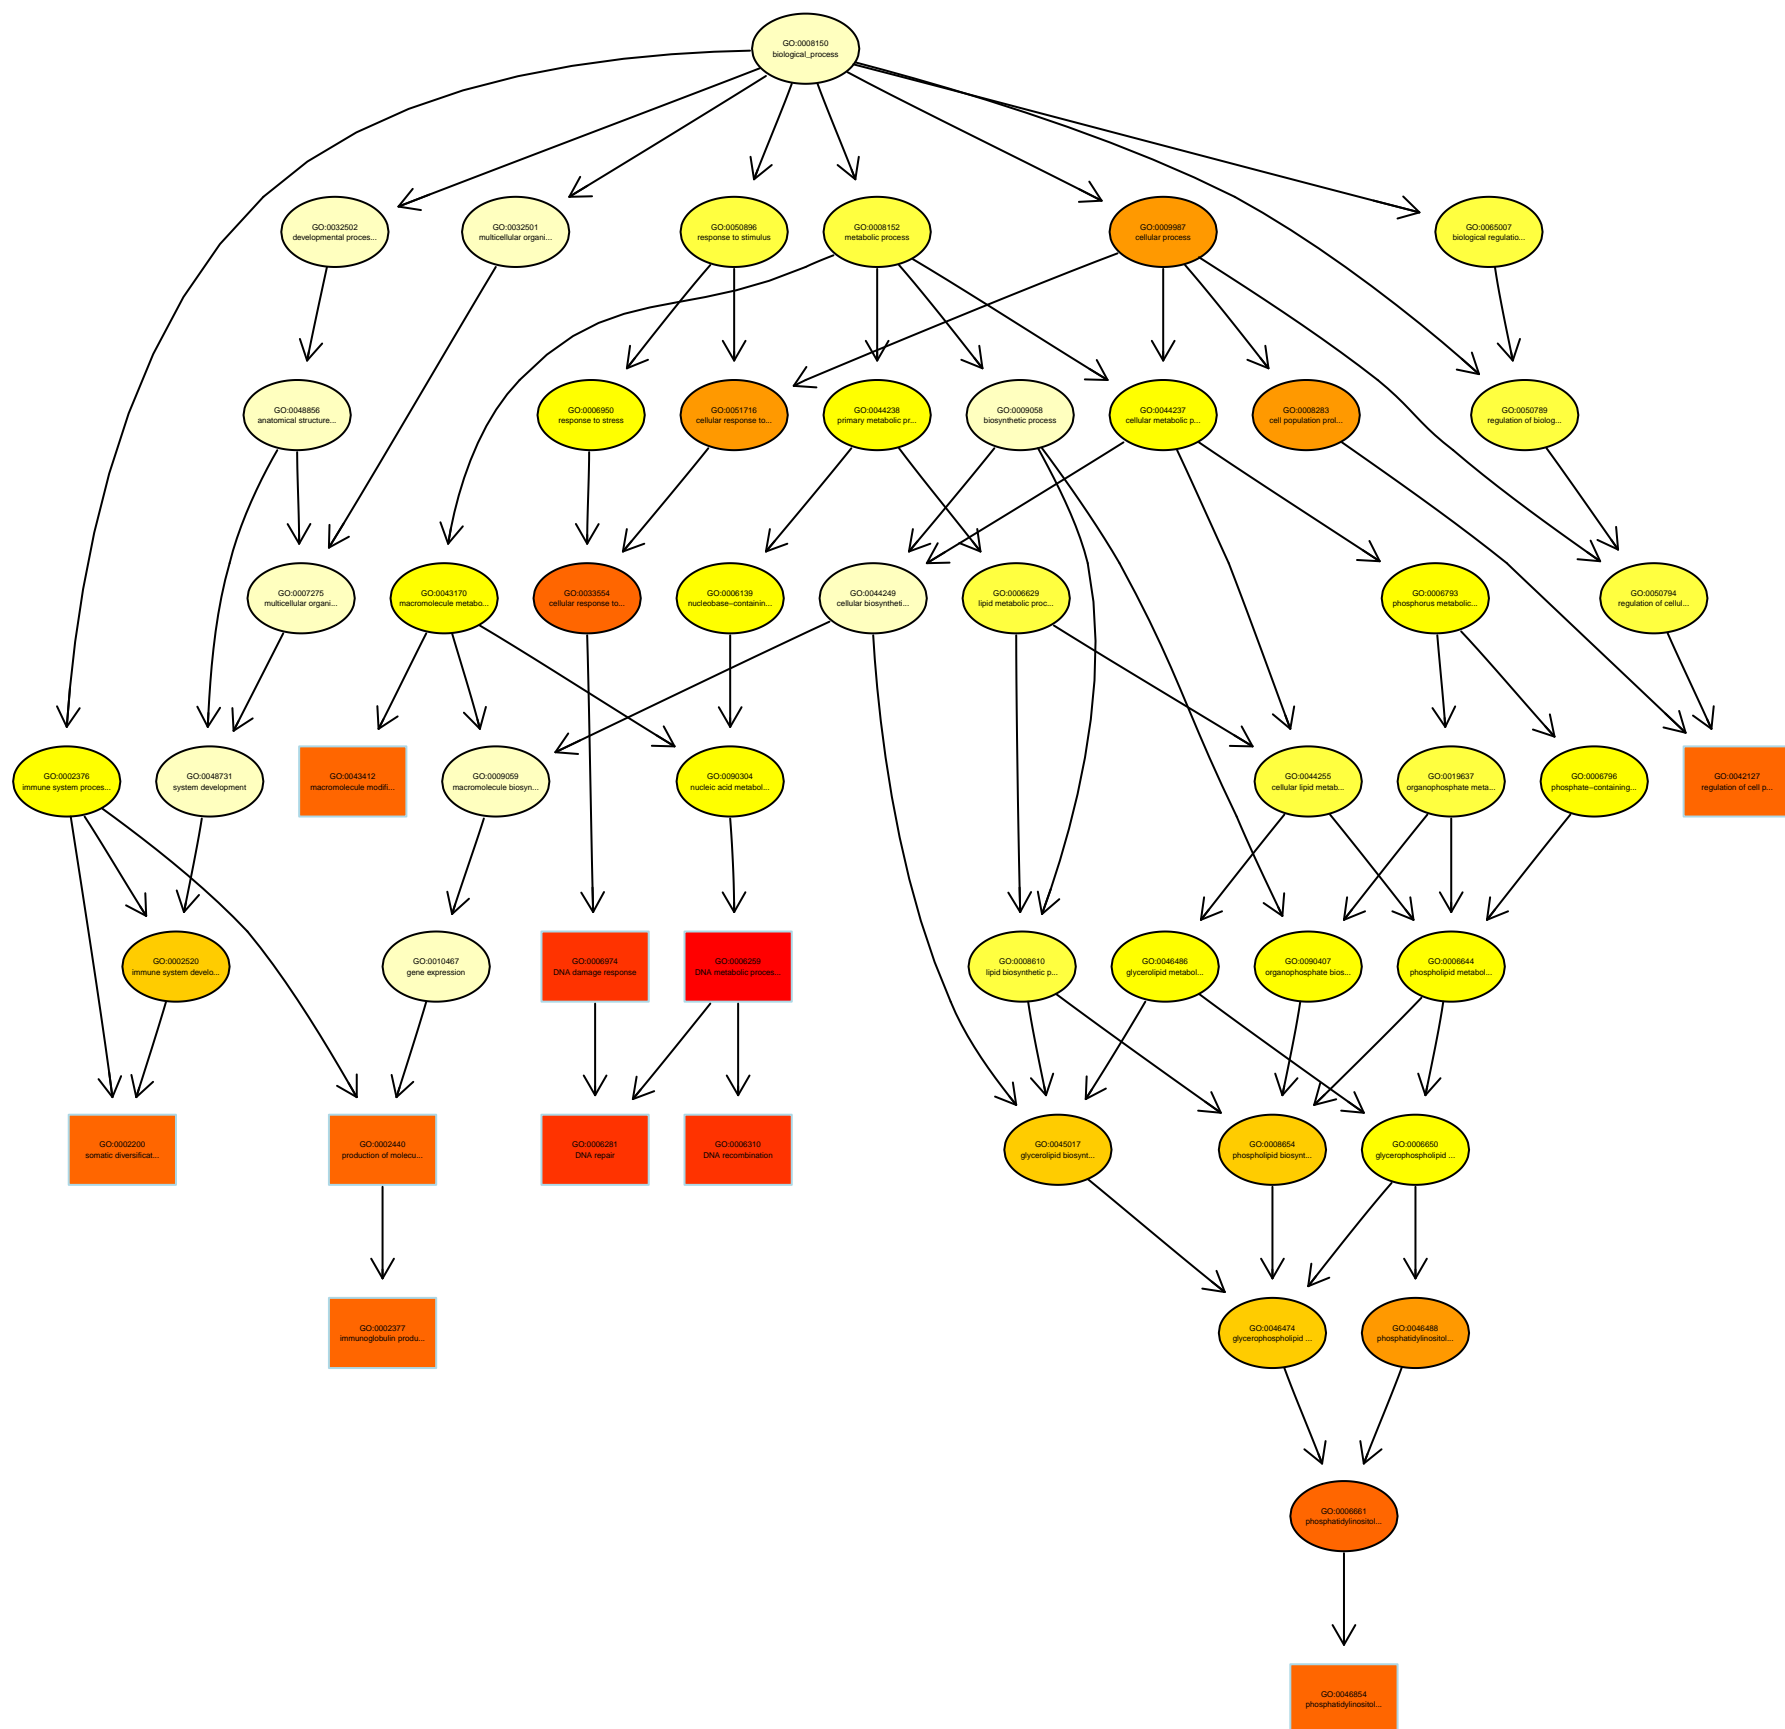 GO:0008150
biological_process
GO:0032502
developmental proces...
GO:0032501
multicellular organi...
GO:0050896
response to stimulus
GO:0008152
metabolic process
GO:0009987
cellular process
GO:0065007
biological regulatio...
GO:0048856
anatomical structure...
GO:0006950
response to stress
GO:0051716
cellular response to...
GO:0044238
primary metabolic pr...
GO:0009058
biosynthetic process
GO:0044237
cellular metabolic p...
GO:0008283
cell population prol...
GO:0050789
regulation of biolog...
GO:0007275
multicellular organi...
GO:0043170
macromolecule metabo...
GO:0033554
cellular response to...
GO:0006139
nucleobase−containin...
GO:0044249
cellular biosyntheti...
GO:0006629
lipid metabolic proc...
GO:0006793
phosphorus metabolic...
GO:0050794
regulation of cellul...
GO:0002376
immune system proces...
GO:0048731
system development
GO:0043412
macromolecule modifi...
GO:0009059
macromolecule biosyn...
GO:0090304
nucleic acid metabol...
GO:0044255
cellular lipid metab...
GO:0019637
organophosphate meta...
GO:0006796
phosphate−containing...
GO:0042127
regulation of cell p...
GO:0002520
immune system develo...
GO:0010467
gene expression
GO:0006974
DNA damage response
GO:0006259
DNA metabolic proces...
GO:0008610
lipid biosynthetic p...
GO:0046486
glycerolipid metabol...
GO:0090407
organophosphate bios...
GO:0006644
phospholipid metabol...
GO:0002200
somatic diversificat...
GO:0002440
production of molecu...
GO:0006281
DNA repair
GO:0006310
DNA recombination
GO:0045017
glycerolipid biosynt...
GO:0008654
phospholipid biosynt...
GO:0006650
glycerophospholipid ...
GO:0002377
immunoglobulin produ...
GO:0046474
glycerophospholipid ...
GO:0046488
phosphatidylinositol...
GO:0006661
phosphatidylinositol...
GO:0046854
phosphatidylinositol...